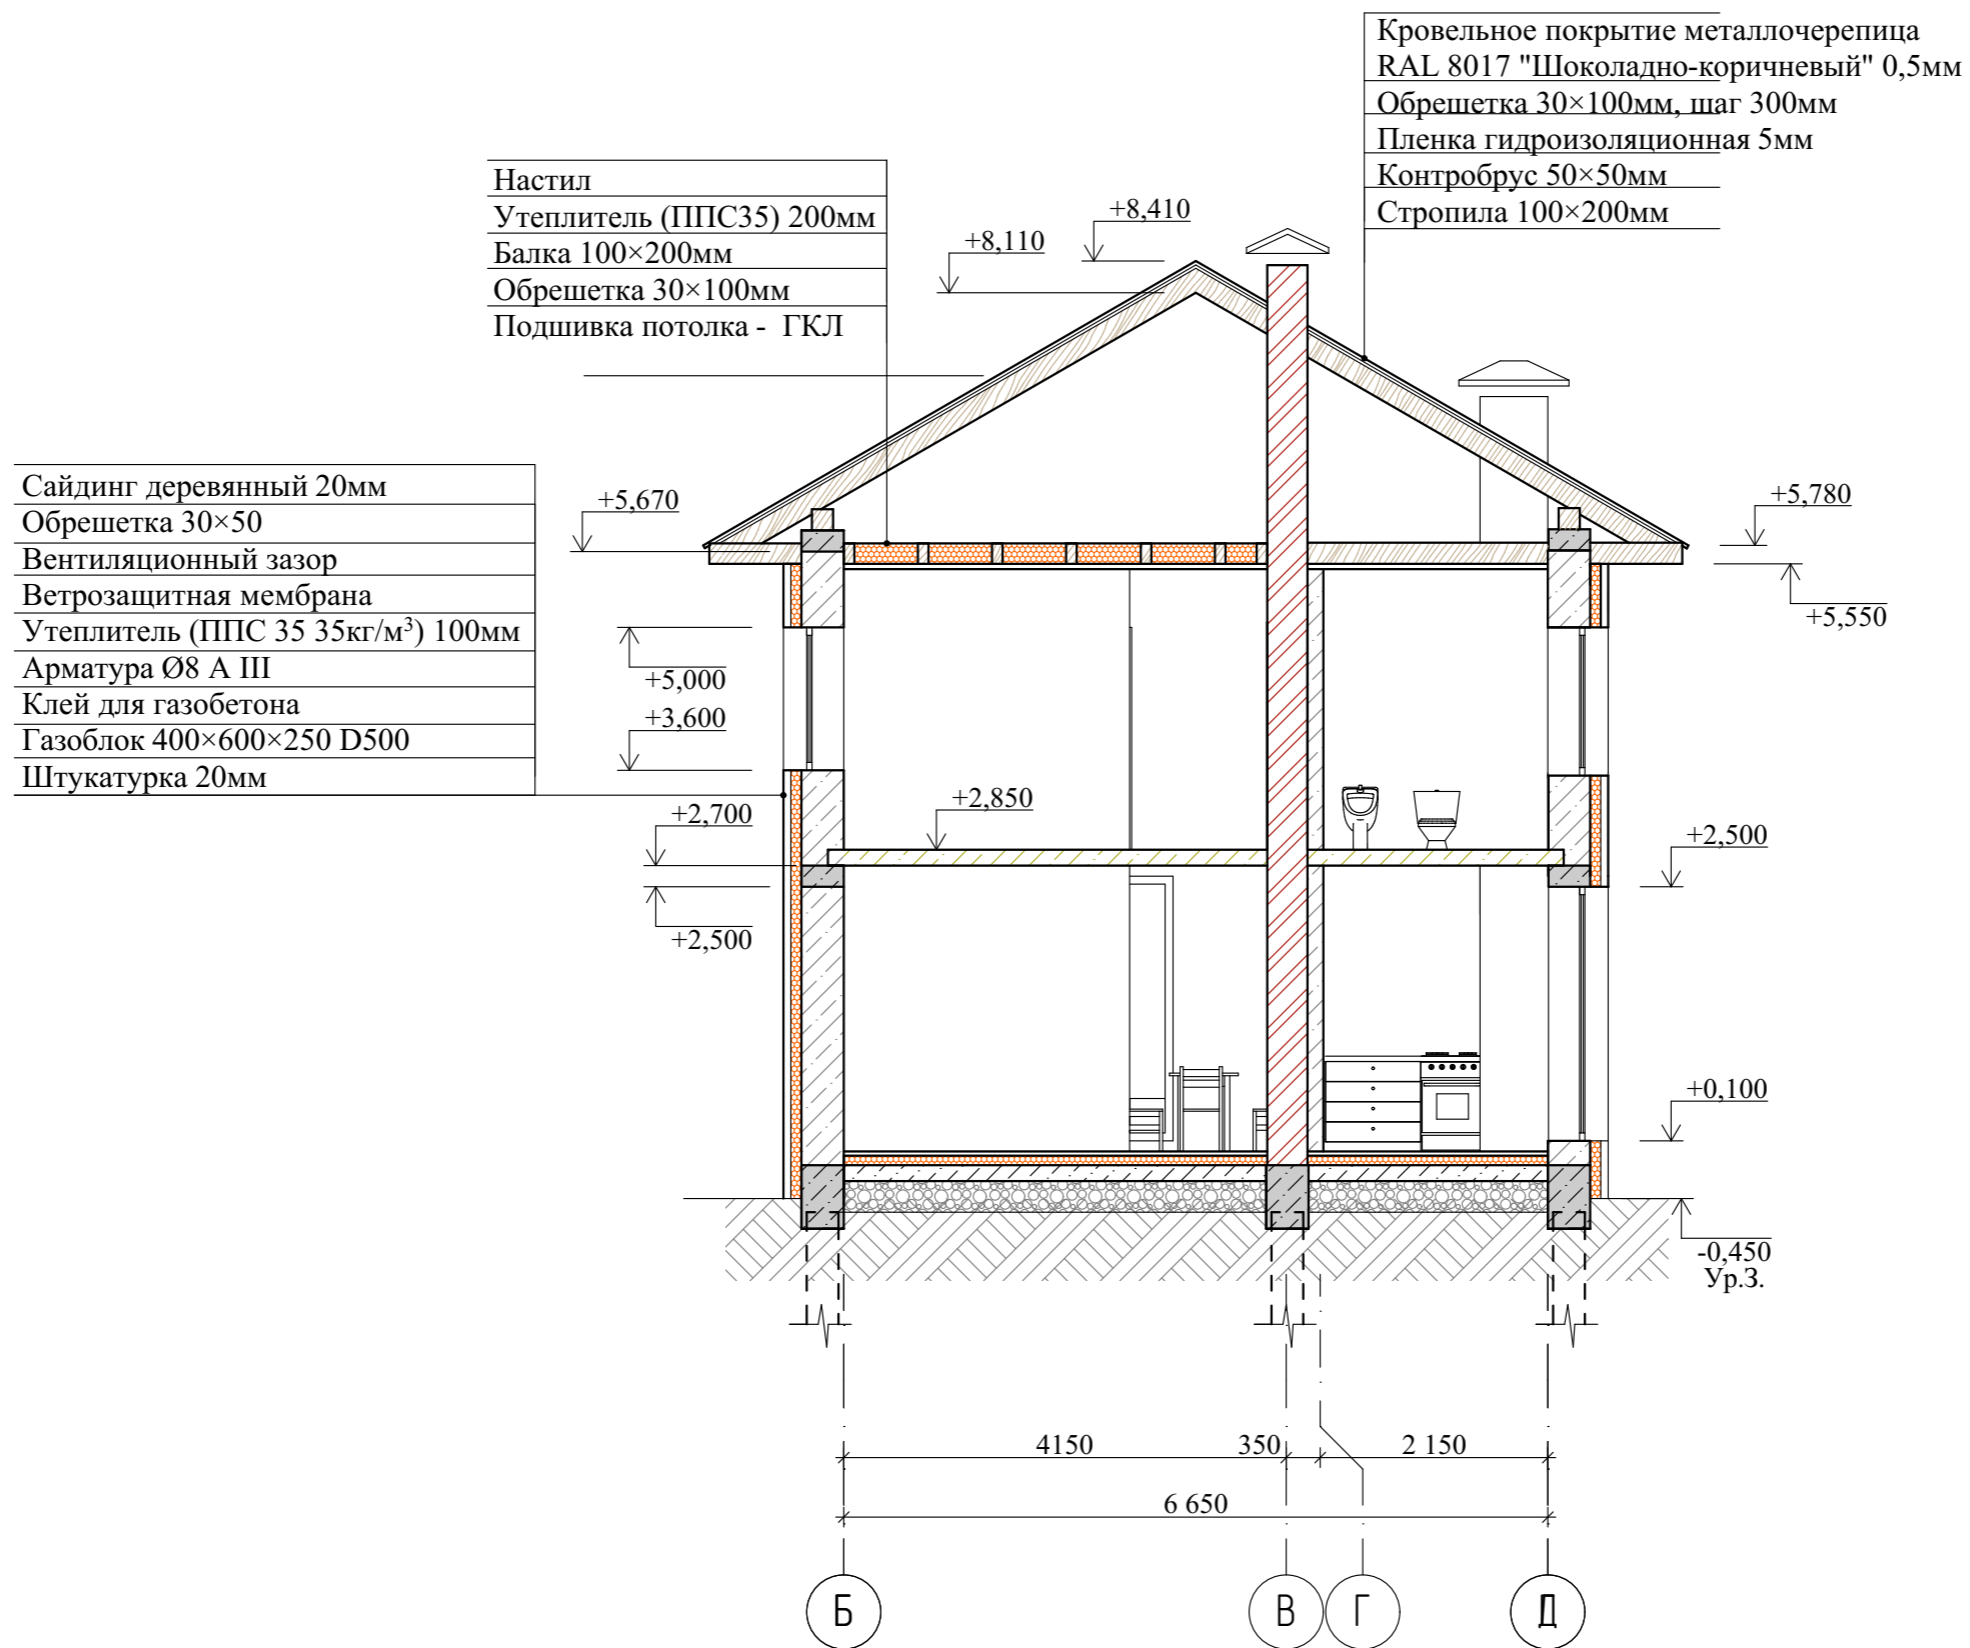 Кровельное покрытие металлочерепица
RAL 8017 "Шоколадно-коричневый" 0,5мм
Обрешетка 30×100мм, шаг 300мм
Пленка гидроизоляционная 5мм
Контробрус 50×50мм
Стропила 100×200мм
Настил
Утеплитель (ППС35) 200мм
Балка 100×200мм
Обрешетка 30×100мм
Подшивка потолка - ГКЛ
+8,410
+8,110
Сайдинг деревянный 20мм
Обрешетка 30×50
Вентиляционный зазор
Ветрозащитная мембрана
Утеплитель (ППС 35 35кг/м³) 100мм
Арматура Ø8 А III
Клей для газобетона
Газоблок 400×600×250 D500
Штукатурка 20мм
+5,670
+5,780
+5,550
+5,000
+3,600
+2,700
+2,850
+2,500
+2,500
+0,100
-0,450
Ур.З.
4150
350
2 150
6 650
Б
В
Г
Д